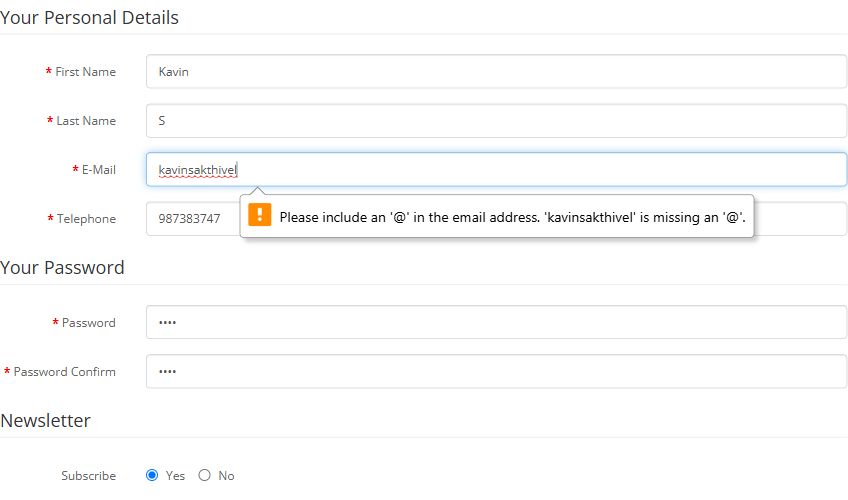 Your Personal Details
* First Name Kavin
* Last Name S
* E-Mail kavinsakthivel
Please include an '@' in the email address. 'kavinsakthivel' is missing an '@'.
* Telephone 987383747
Your Password
* Password ••••
* Password Confirm ••••
Newsletter
Subscribe Yes No